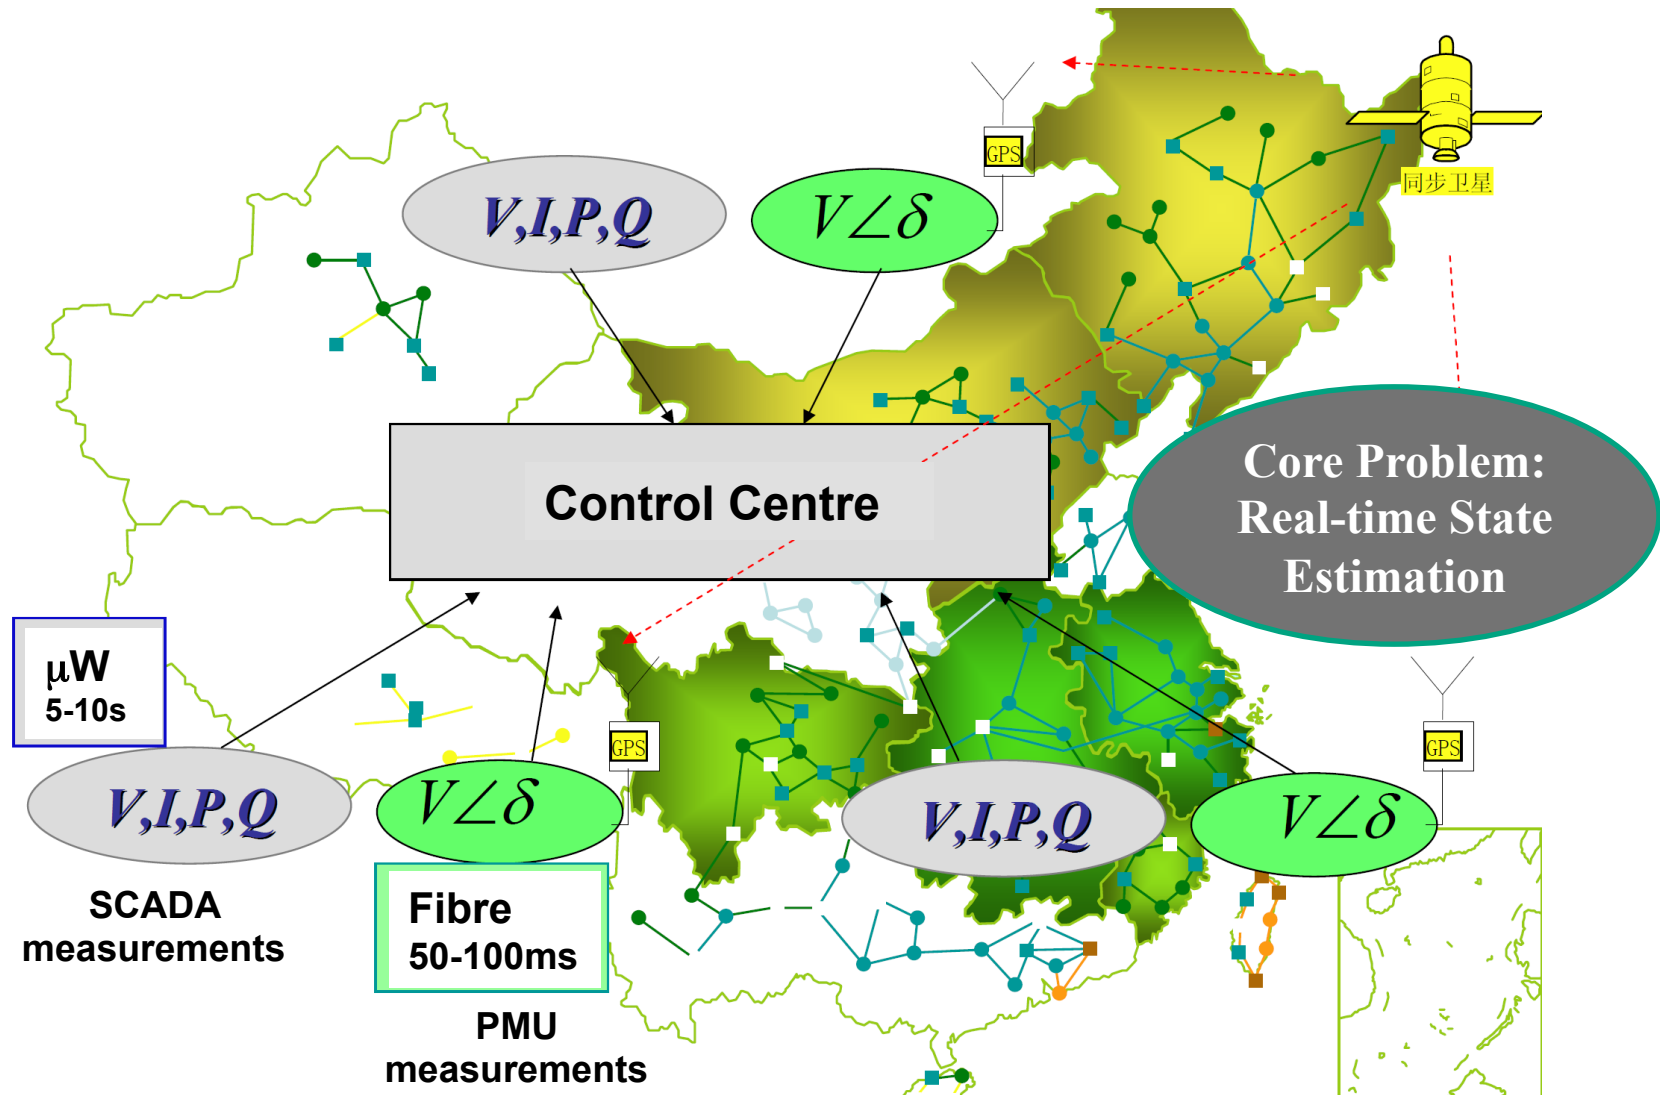 GPS
同步卫星
V,I,P,Q
V∠δ
Control Centre
Core Problem:
Real-time State
Estimation
μW
5-10s
GPS
GPS
V,I,P,Q
V∠δ
V,I,P,Q
V∠δ
SCADA
measurements
Fibre
50-100ms
PMU
measurements